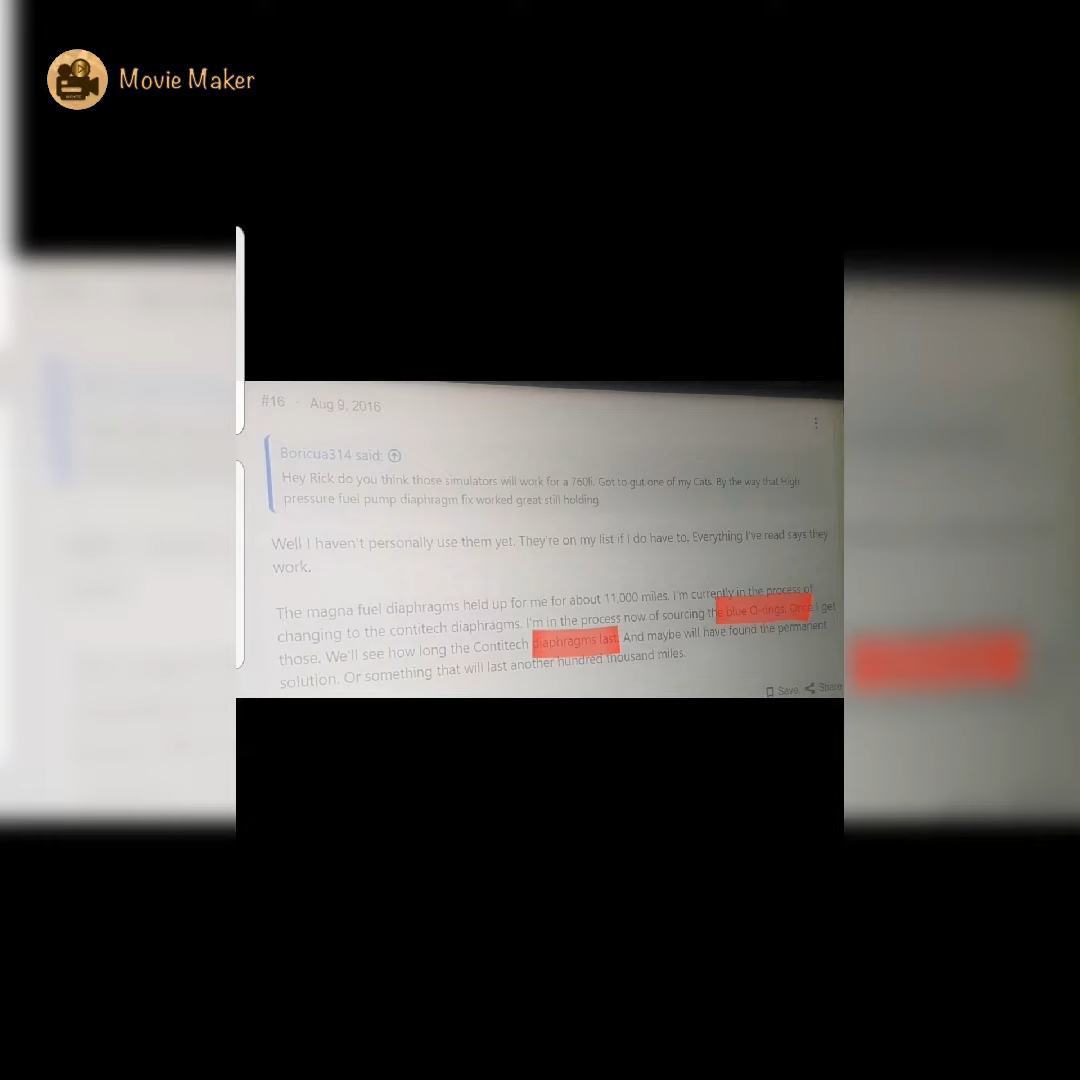 Movie Maker
#16 · Aug 9, 2016
Boricua314 said:
Hey Rick do you think those simulators will work for a 760li. Got to gut one of my Cats. By the way that High
pressure fuel pump diaphragm fix worked great still holding
Well I haven't personally use them yet. They're on my list if I do have to. Everything I've read says they
work.
The magna fuel diaphragms held up for me for about 11,000 miles. I'm currently in the process of
changing to the contitech diaphragms. I'm in the process now of sourcing the blue O-rings. Once I get
those. We'll see how long the Contitech diaphragms last. And maybe will have found the permanent
solution. Or something that will last another hundred thousand miles.
Save Share